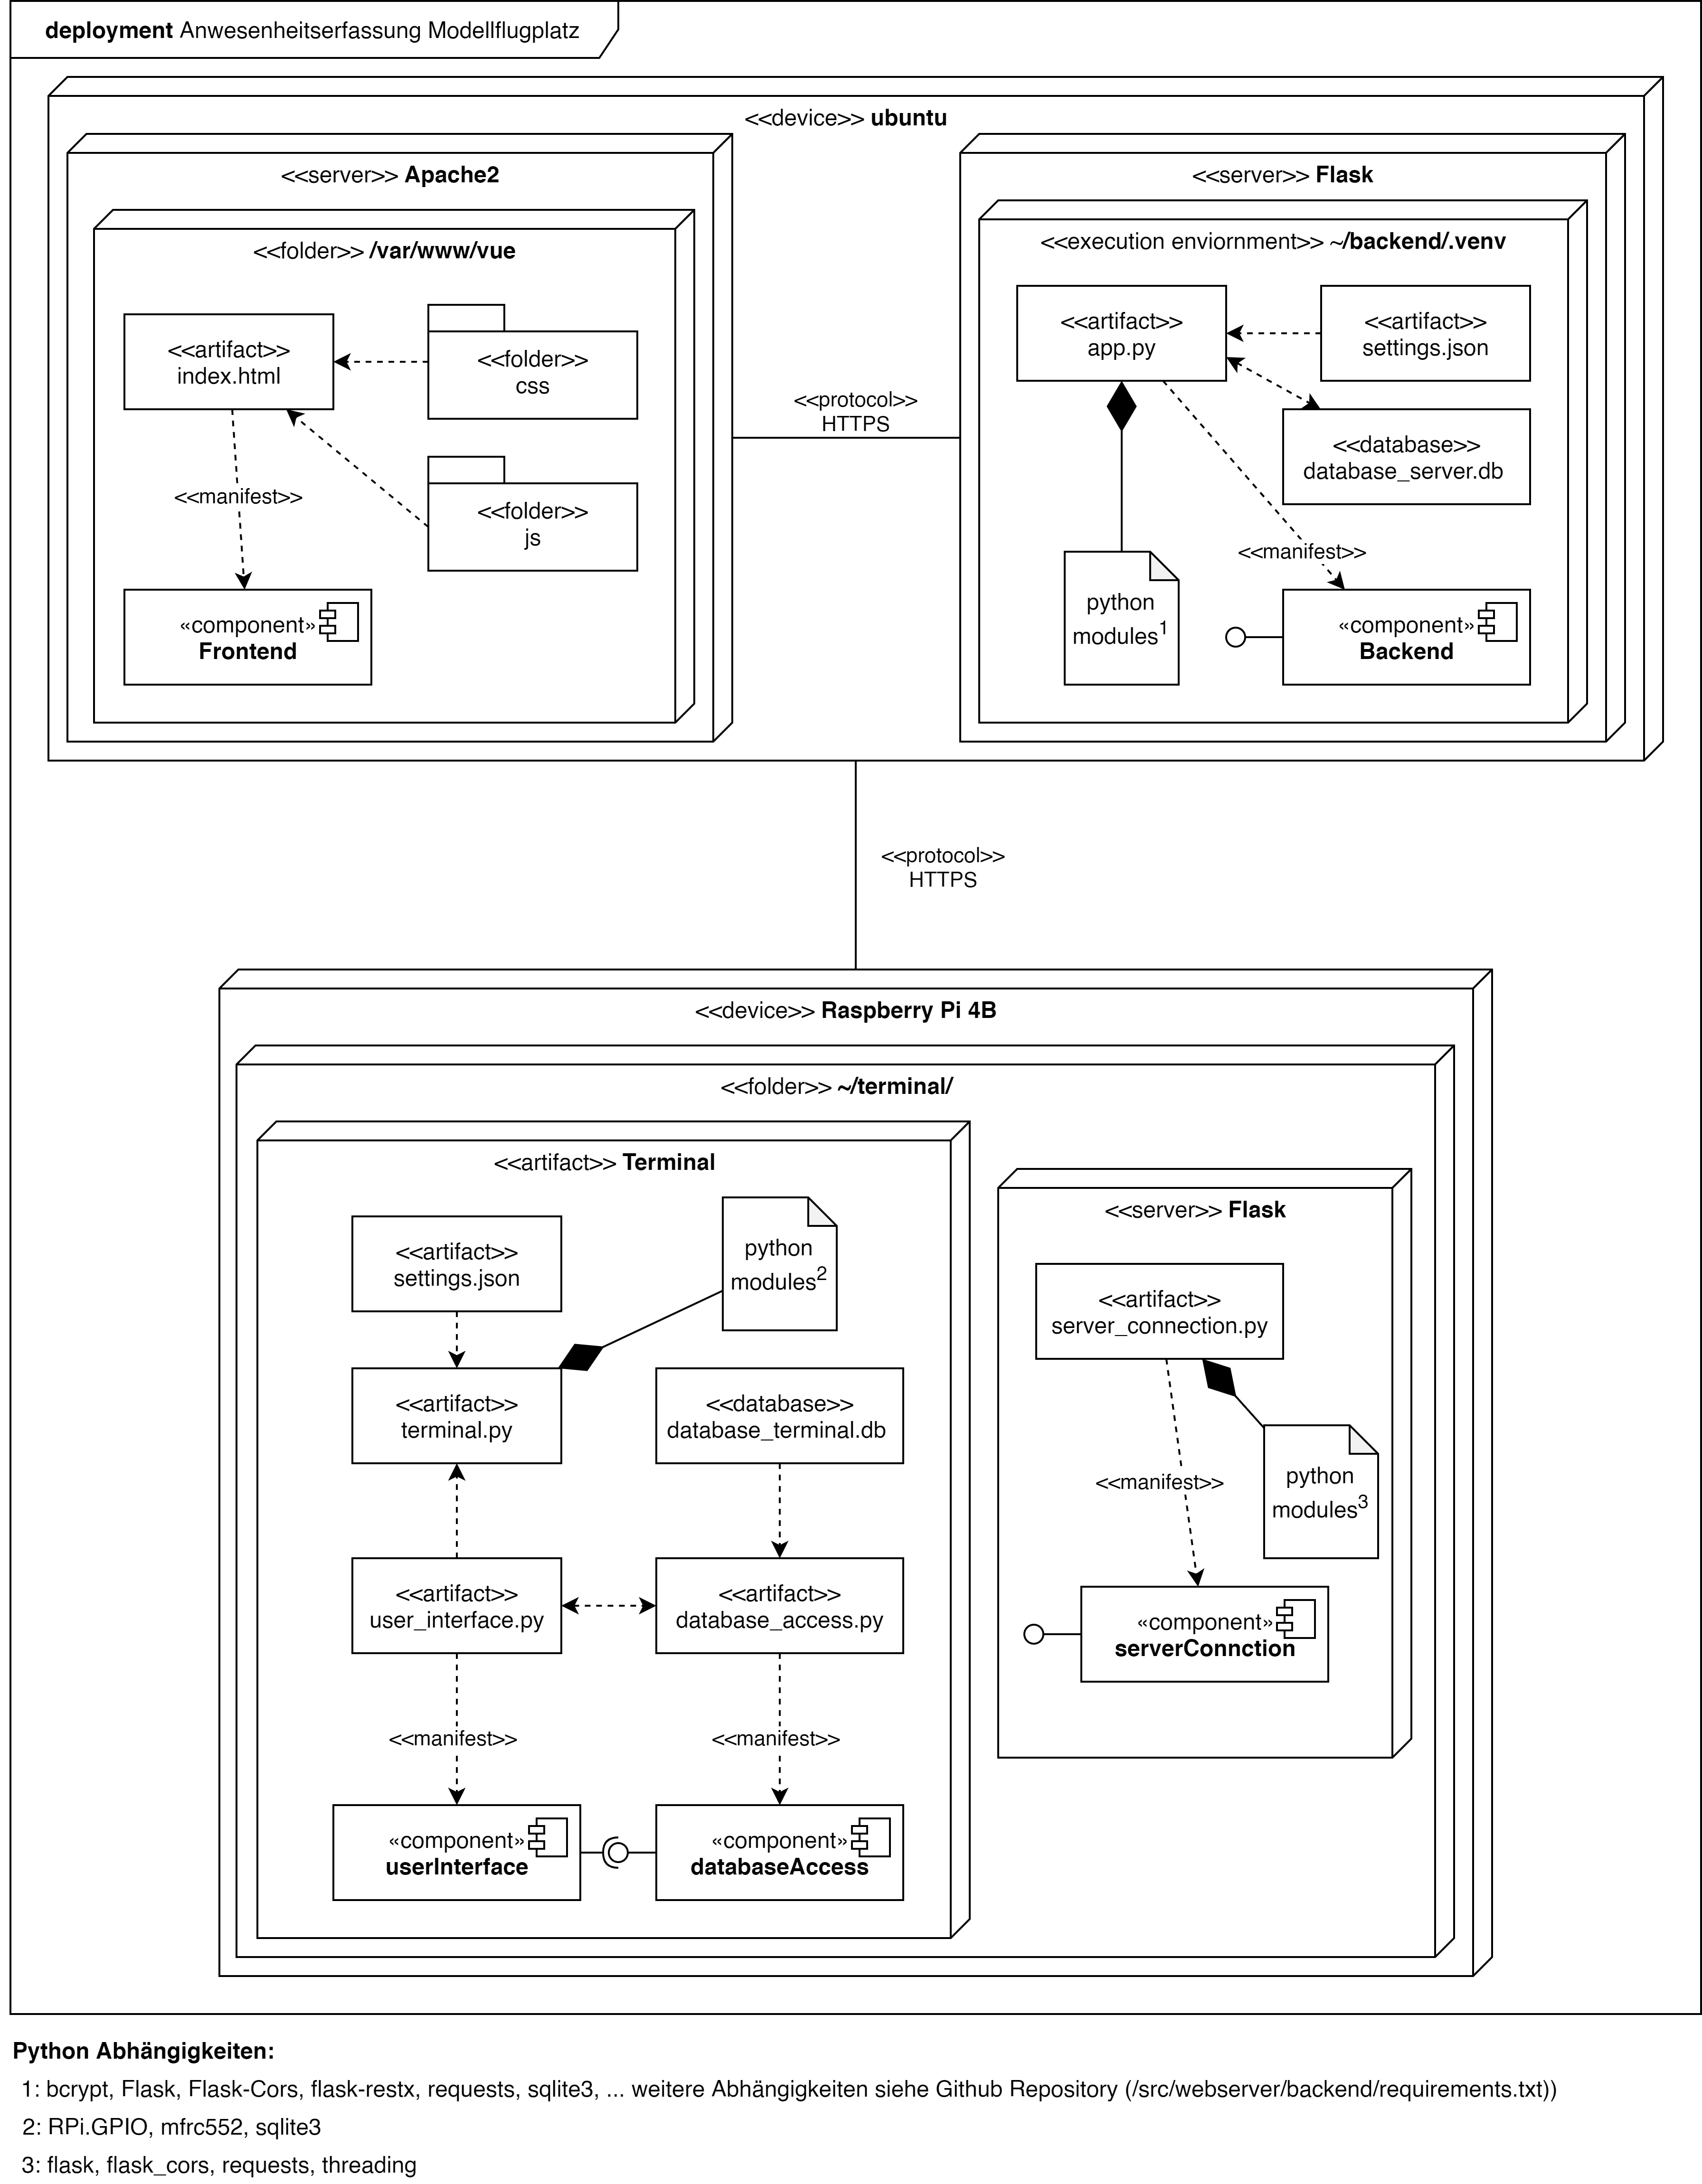 deployment Anwesenheitserfassung Modellflugplatz
<<device>> ubuntu
<<server>> Apache2
<<folder>> /var/www/vue
<<artifact>>
index.html
<<folder>>
css
<<folder>>
js
<<manifest>>
«component»
Frontend
<<protocol>>
HTTPS
<<server>> Flask
<<execution enviornment>> ~/backend/.venv
<<artifact>>
app.py
<<artifact>>
settings.json
<<database>>
database_server.db
<<manifest>>
python
modules1
«component»
Backend
<<protocol>>
HTTPS
<<device>> Raspberry Pi 4B
<<folder>> ~/terminal/
<<artifact>> Terminal
<<artifact>>
settings.json
python
modules2
<<artifact>>
terminal.py
<<database>>
database_terminal.db
<<artifact>>
user_interface.py
<<artifact>>
database_access.py
<<manifest>>
<<manifest>>
«component»
userInterface
«component»
databaseAccess
<<server>> Flask
<<artifact>>
server_connection.py
<<manifest>>
python
modules3
«component»
serverConnction
Python Abhängigkeiten:
1: bcrypt, Flask, Flask-Cors, flask-restx, requests, sqlite3, ... weitere Abhängigkeiten siehe Github Repository (/src/webserver/backend/requirements.txt))
2: RPi.GPIO, mfrc552, sqlite3
3: flask, flask_cors, requests, threading